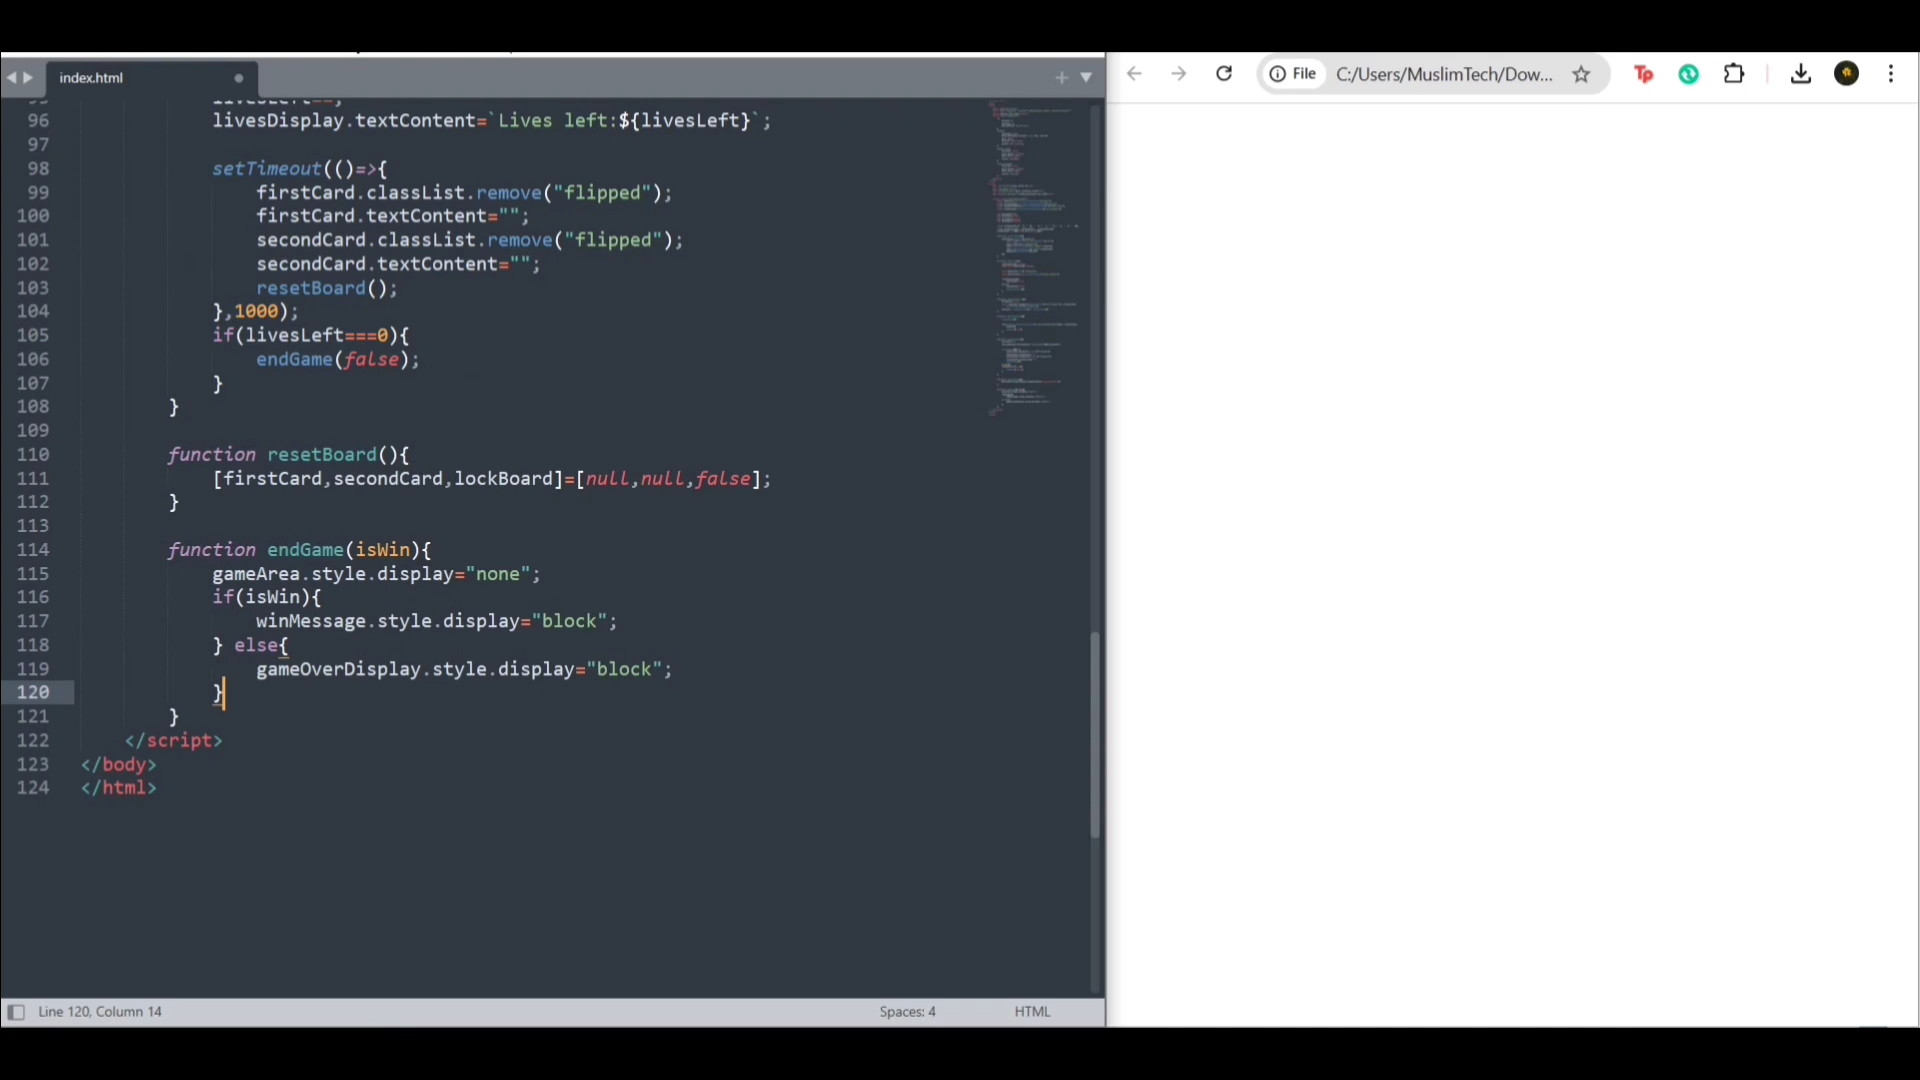 index.html
File
C:/Users/MuslimTech/Dow...
Tp
96 livesDisplay.textContent=`Lives left:${livesLeft}`;
97
98 setTimeout(()=>{
99 firstCard.classList.remove("flipped");
100 firstCard.textContent="";
101 secondCard.classList.remove("flipped");
102 secondCard.textContent="";
103 resetBoard();
104 },1000);
105 if(livesLeft===0){
106 endGame(false);
107 }
108 }
109
110 function resetBoard(){
111 [firstCard,secondCard,lockBoard]=[null,null,false];
112 }
113
114 function endGame(isWin){
115 gameArea.style.display="none";
116 if(isWin){
117 winMessage.style.display="block";
118 } else{
119 gameOverDisplay.style.display="block";
120 }
121 }
122 </script>
123 </body>
124 </html>
Line 120, Column 14
Spaces: 4
HTML